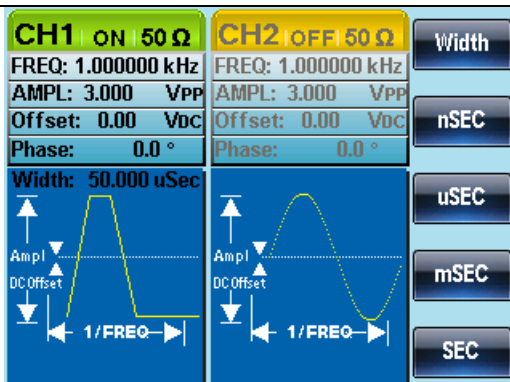 CH1 ON 50 Ω
FREQ: 1.000000 kHz
AMPL: 3.000 VPP
Offset: 0.00 VDC
Phase: 0.0 °
Width: 50.000 uSec
Ampl
DC Offset
1/FREQ
CH2 OFF 50 Ω
FREQ: 1.000000 kHz
AMPL: 3.000 VPP
Offset: 0.00 VDC
Phase: 0.0 °
Ampl
DC Offset
1/FREQ
Width
nSEC
uSEC
mSEC
SEC